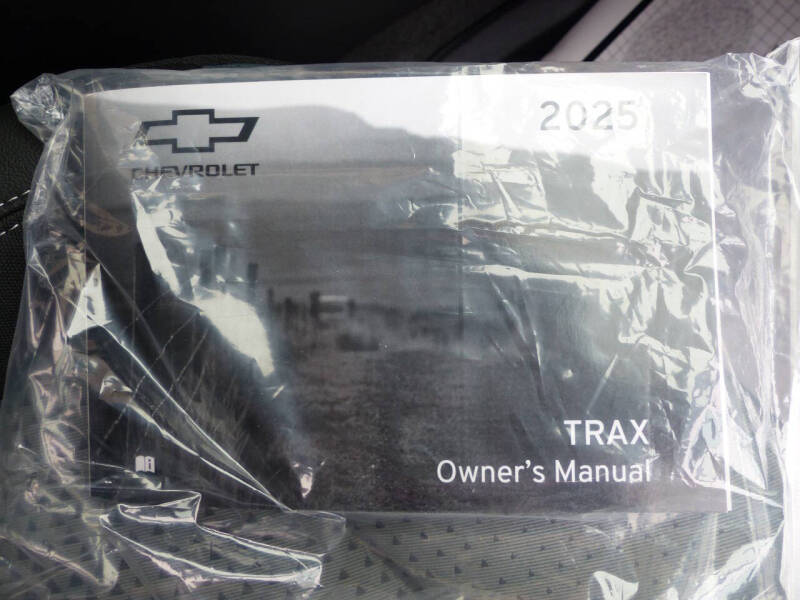 2025
CHEVROLET
TRAX
Owner's Manual